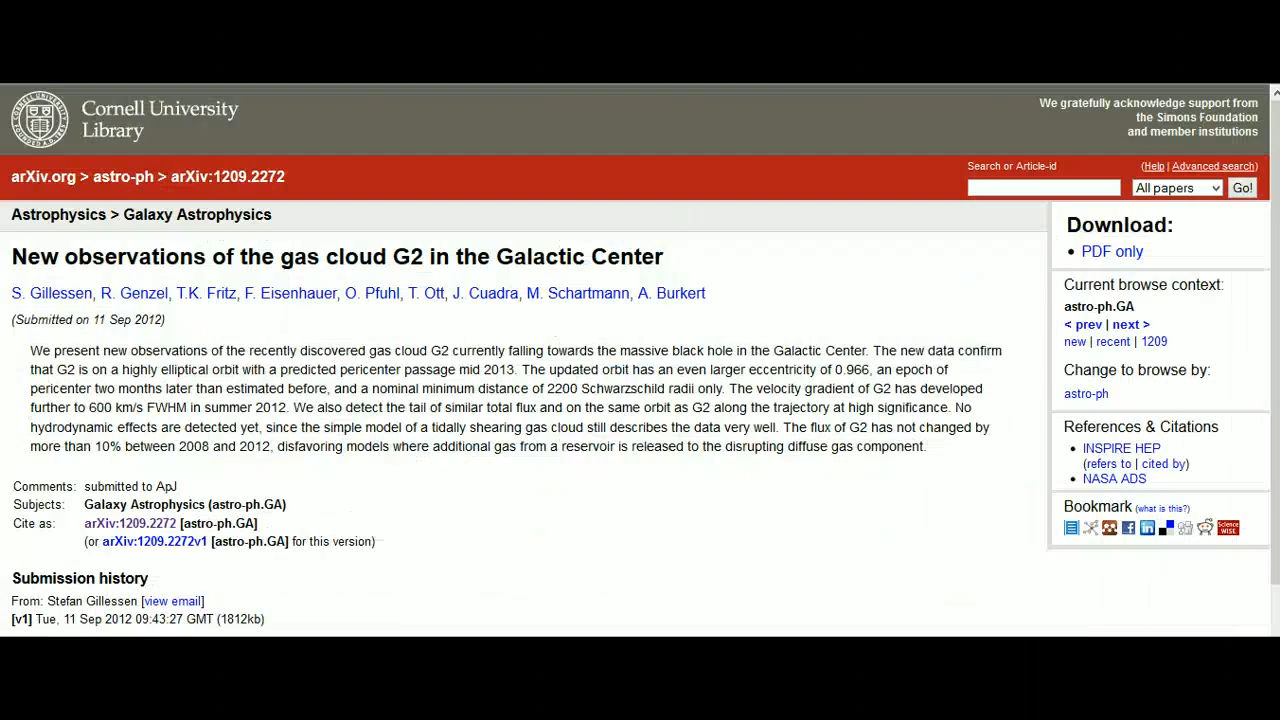 Cornell University
Library
We gratefully acknowledge support from
the Simons Foundation
and member institutions
arXiv.org > astro-ph > arXiv:1209.2272
Search or Article-id
(Help | Advanced search)
All papers
Go!
Astrophysics > Galaxy Astrophysics
New observations of the gas cloud G2 in the Galactic Center
S. Gillessen, R. Genzel, T.K. Fritz, F. Eisenhauer, O. Pfuhl, T. Ott, J. Cuadra, M. Schartmann, A. Burkert
(Submitted on 11 Sep 2012)
We present new observations of the recently discovered gas cloud G2 currently falling towards the massive black hole in the Galactic Center. The new data confirm
that G2 is on a highly elliptical orbit with a predicted pericenter passage mid 2013. The updated orbit has an even larger eccentricity of 0.966, an epoch of
pericenter two months later than estimated before, and a nominal minimum distance of 2200 Schwarzschild radii only. The velocity gradient of G2 has developed
further to 600 km/s FWHM in summer 2012. We also detect the tail of similar total flux and on the same orbit as G2 along the trajectory at high significance. No
hydrodynamic effects are detected yet, since the simple model of a tidally shearing gas cloud still describes the data very well. The flux of G2 has not changed by
more than 10% between 2008 and 2012, disfavoring models where additional gas from a reservoir is released to the disrupting diffuse gas component.
Comments: submitted to ApJ
Subjects: Galaxy Astrophysics (astro-ph.GA)
Cite as: arXiv:1209.2272 [astro-ph.GA]
(or arXiv:1209.2272v1 [astro-ph.GA] for this version)
Submission history
From: Stefan Gillessen [view email]
[v1] Tue, 11 Sep 2012 09:43:27 GMT (1812kb)
Download:
• PDF only
Current browse context:
astro-ph.GA
< prev | next >
new | recent | 1209
Change to browse by:
astro-ph
References & Citations
• INSPIRE HEP
(refers to | cited by)
• NASA ADS
Bookmark (what is this?)